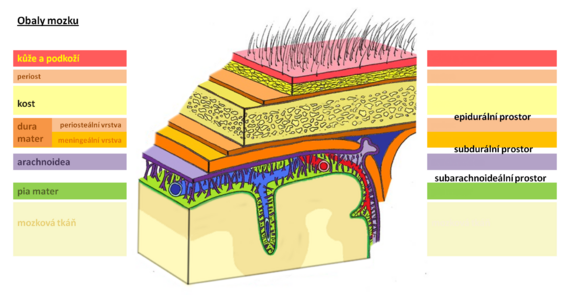 Obaly mozku
kůže a podkoží
periost
kost
dura
mater
periosteální vrstva
meningeální vrstva
arachnoidea
pia mater
mozková tkáň
epidurální prostor
subdurální prostor
subarachnoideální prostor